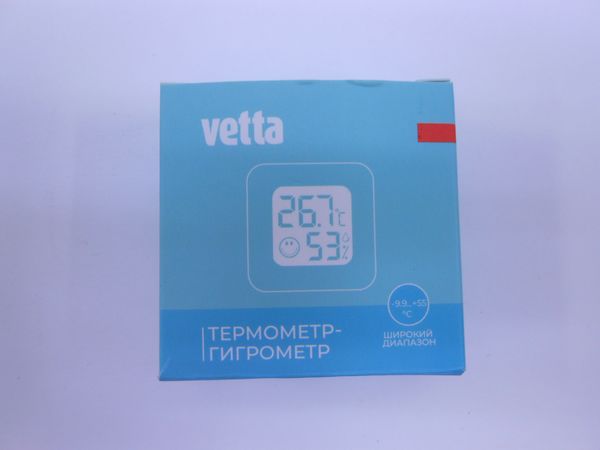 vetta
26.7°C
53%
-9.9...+55
°C
ТЕРМОМЕТР-
ГИГРОМЕТР
ШИРОКИЙ
ДИАПАЗОН